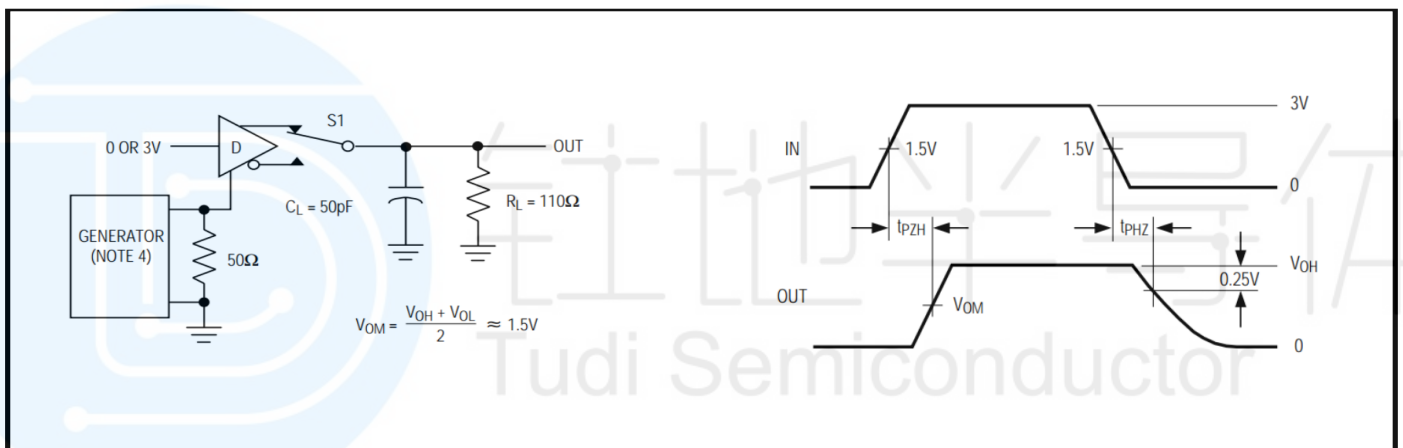 S1
0 OR 3V
D
OUT
C_L = 50pF
R_L = 110Ω
GENERATOR
(NOTE 4)
50Ω
V_OM = (V_OH + V_OL) / 2 ≈ 1.5V
3V
IN
1.5V
1.5V
0
t_PZH
t_PHZ
V_OH
0.25V
OUT
V_OM
0
Tudi Semiconductor